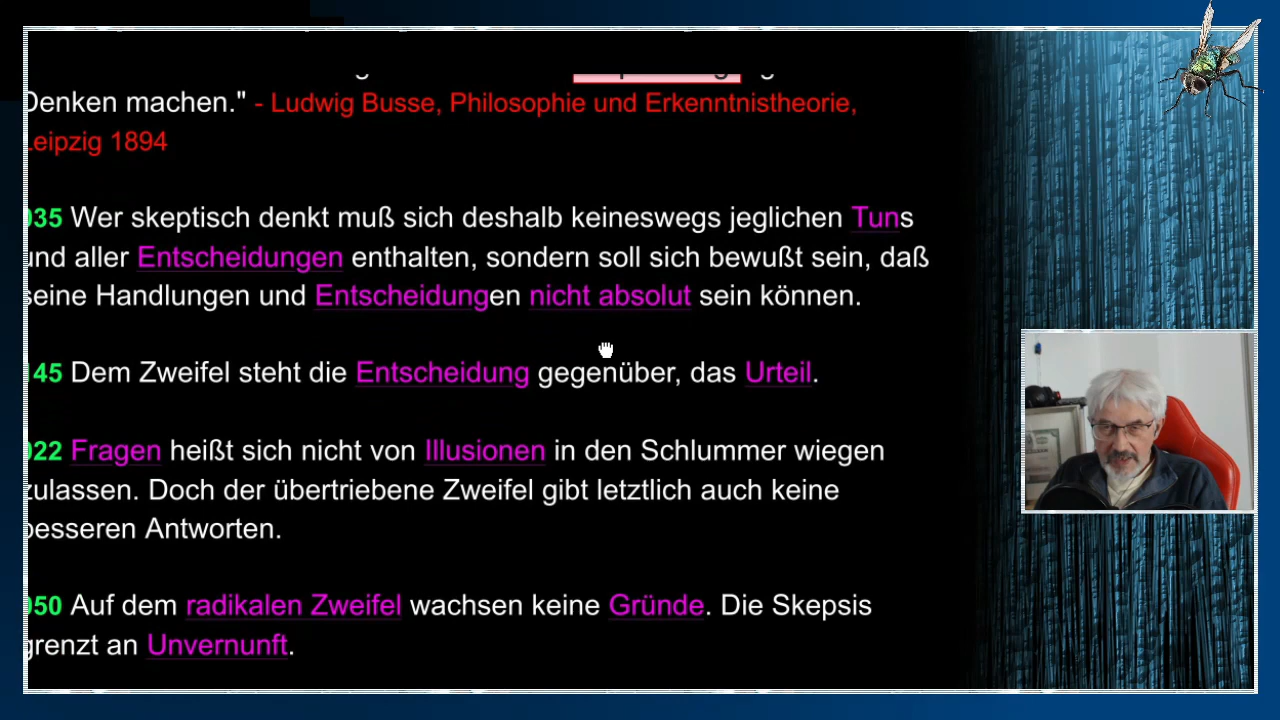 Denken machen." - Ludwig Busse, Philosophie und Erkenntnistheorie,
Leipzig 1894
035 Wer skeptisch denkt muß sich deshalb keineswegs jeglichen Tuns
und aller Entscheidungen enthalten, sondern soll sich bewußt sein, daß
seine Handlungen und Entscheidungen nicht absolut sein können.
45 Dem Zweifel steht die Entscheidung gegenüber, das Urteil.
022 Fragen heißt sich nicht von Illusionen in den Schlummer wiegen
zulassen. Doch der übertriebene Zweifel gibt letztlich auch keine
besseren Antworten.
050 Auf dem radikalen Zweifel wachsen keine Gründe. Die Skepsis
grenzt an Unvernunft.